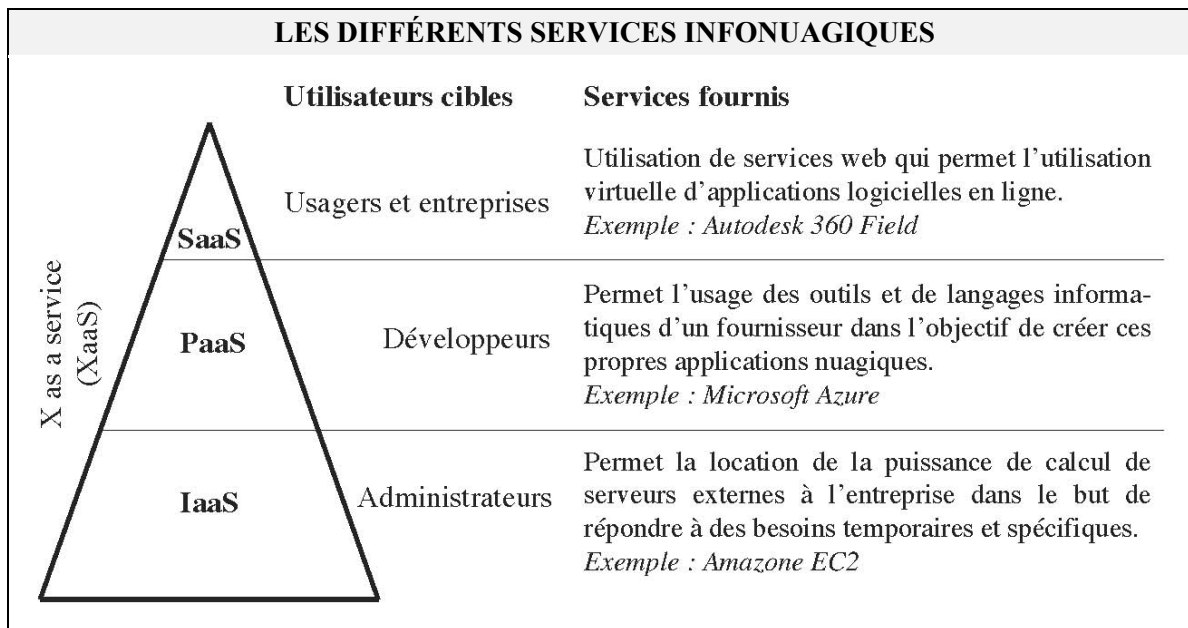 LES DIFFÉRENTS SERVICES INFONUAGIQUES
Utilisateurs cibles
Services fournis
X as a service
(XaaS)
SaaS
Usagers et entreprises
Utilisation de services web qui permet l’utilisation
virtuelle d’applications logicielles en ligne.
Exemple : Autodesk 360 Field
PaaS
Développeurs
Permet l’usage des outils et de langages informa-
tiques d’un fournisseur dans l’objectif de créer ces
propres applications nuagiques.
Exemple : Microsoft Azure
IaaS
Administrateurs
Permet la location de la puissance de calcul de
serveurs externes à l’entreprise dans le but de
répondre à des besoins temporaires et spécifiques.
Exemple : Amazone EC2